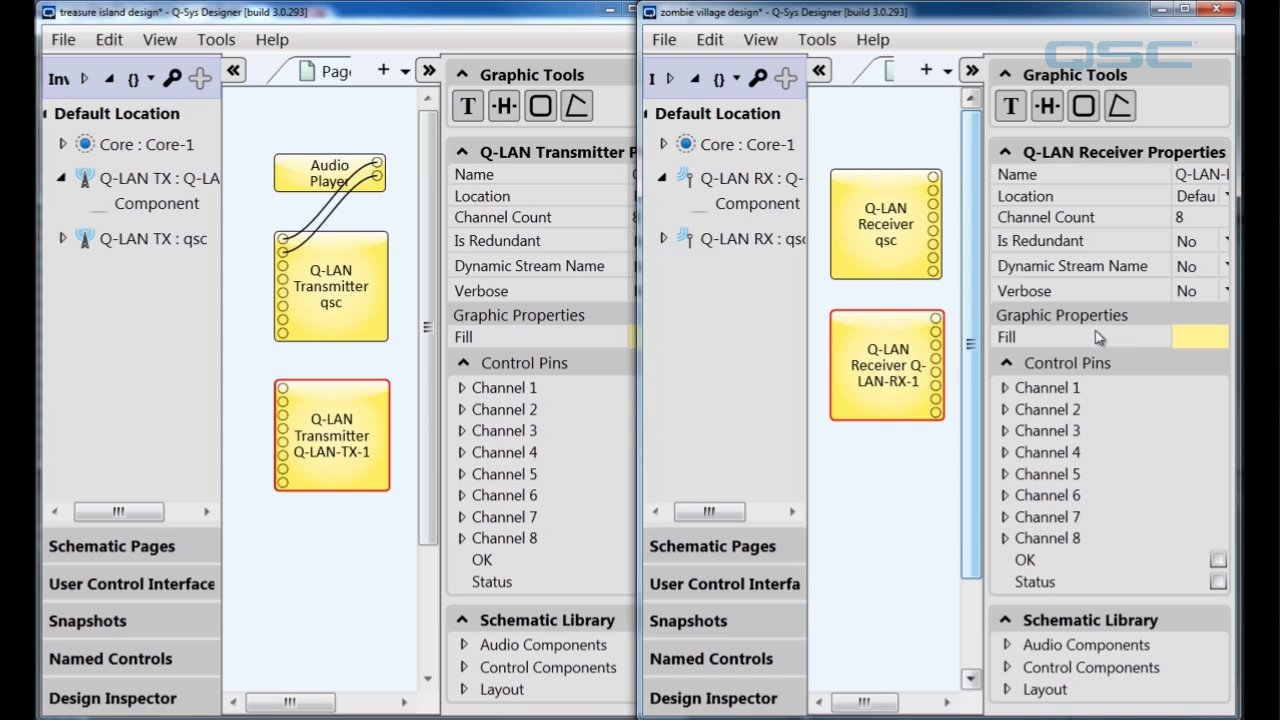 treasure island design* - Q-Sys Designer [build 3.0.293]
File Edit View Tools Help
Inv {}
Default Location
Core : Core-1
Q-LAN TX : Q-LA
Component
Q-LAN TX : qsc
Schematic Pages
User Control Interface
Snapshots
Named Controls
Design Inspector
Page
Audio
Player
Q-LAN
Transmitter
qsc
Q-LAN
Transmitter
Q-LAN-TX-1
Graphic Tools
T H
Q-LAN Transmitter P
Name
Location
Channel Count 8
Is Redundant
Dynamic Stream Name
Verbose
Graphic Properties
Fill
Control Pins
Channel 1
Channel 2
Channel 3
Channel 4
Channel 5
Channel 6
Channel 7
Channel 8
OK
Status
Schematic Library
Audio Components
Control Components
Layout
zombie village design* - Q-Sys Designer [build 3.0.293]
File Edit View Tools Help
QSC
I {}
Default Location
Core : Core-1
Q-LAN RX : Q-
Component
Q-LAN RX : qsc
Schematic Pages
User Control Interfa
Snapshots
Named Controls
Design Inspector
Q-LAN
Receiver
qsc
Q-LAN
Receiver Q-
LAN-RX-1
Graphic Tools
T H
Q-LAN Receiver Properties
Name Q-LAN-
Location Defau
Channel Count 8
Is Redundant No
Dynamic Stream Name No
Verbose No
Graphic Properties
Fill
Control Pins
Channel 1
Channel 2
Channel 3
Channel 4
Channel 5
Channel 6
Channel 7
Channel 8
OK
Status
Schematic Library
Audio Components
Control Components
Layout